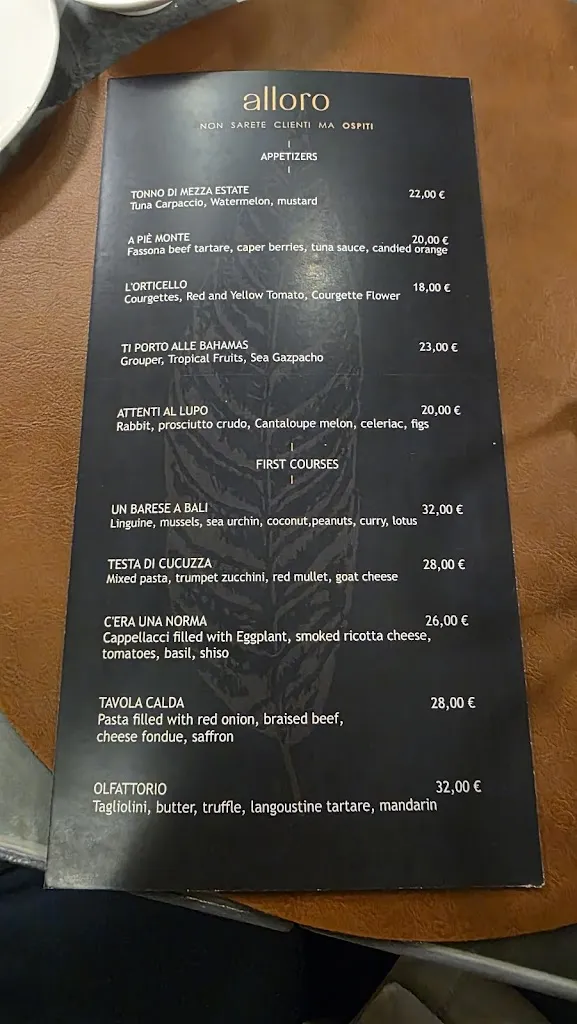 alloro
NON SARETE CLIENTI MA OSPITI
APPETIZERS
TONNO DI MEZZA ESTATE 22,00 €
Tuna Carpaccio, Watermelon, mustard
A PIÈ MONTE 20,00 €
Fassona beef tartare, caper berries, tuna sauce, candied orange
L'ORTICELLO 18,00 €
Courgettes, Red and Yellow Tomato, Courgette Flower
TI PORTO ALLE BAHAMAS 23,00 €
Grouper, Tropical Fruits, Sea Gazpacho
ATTENTI AL LUPO 20,00 €
Rabbit, prosciutto crudo, Cantaloupe melon, celeriac, figs
FIRST COURSES
UN BARESE A BALI 32,00 €
Linguine, mussels, sea urchin, coconut,peanuts, curry, lotus
TESTA DI CUCUZZA 28,00 €
Mixed pasta, trumpet zucchini, red mullet, goat cheese
C'ERA UNA NORMA 26,00 €
Cappellacci filled with Eggplant, smoked ricotta cheese,
tomatoes, basil, shiso
TAVOLA CALDA 28,00 €
Pasta filled with red onion, braised beef,
cheese fondue, saffron
OLFATTORIO 32,00 €
Tagliolini, butter, truffle, langoustine tartare, mandarin